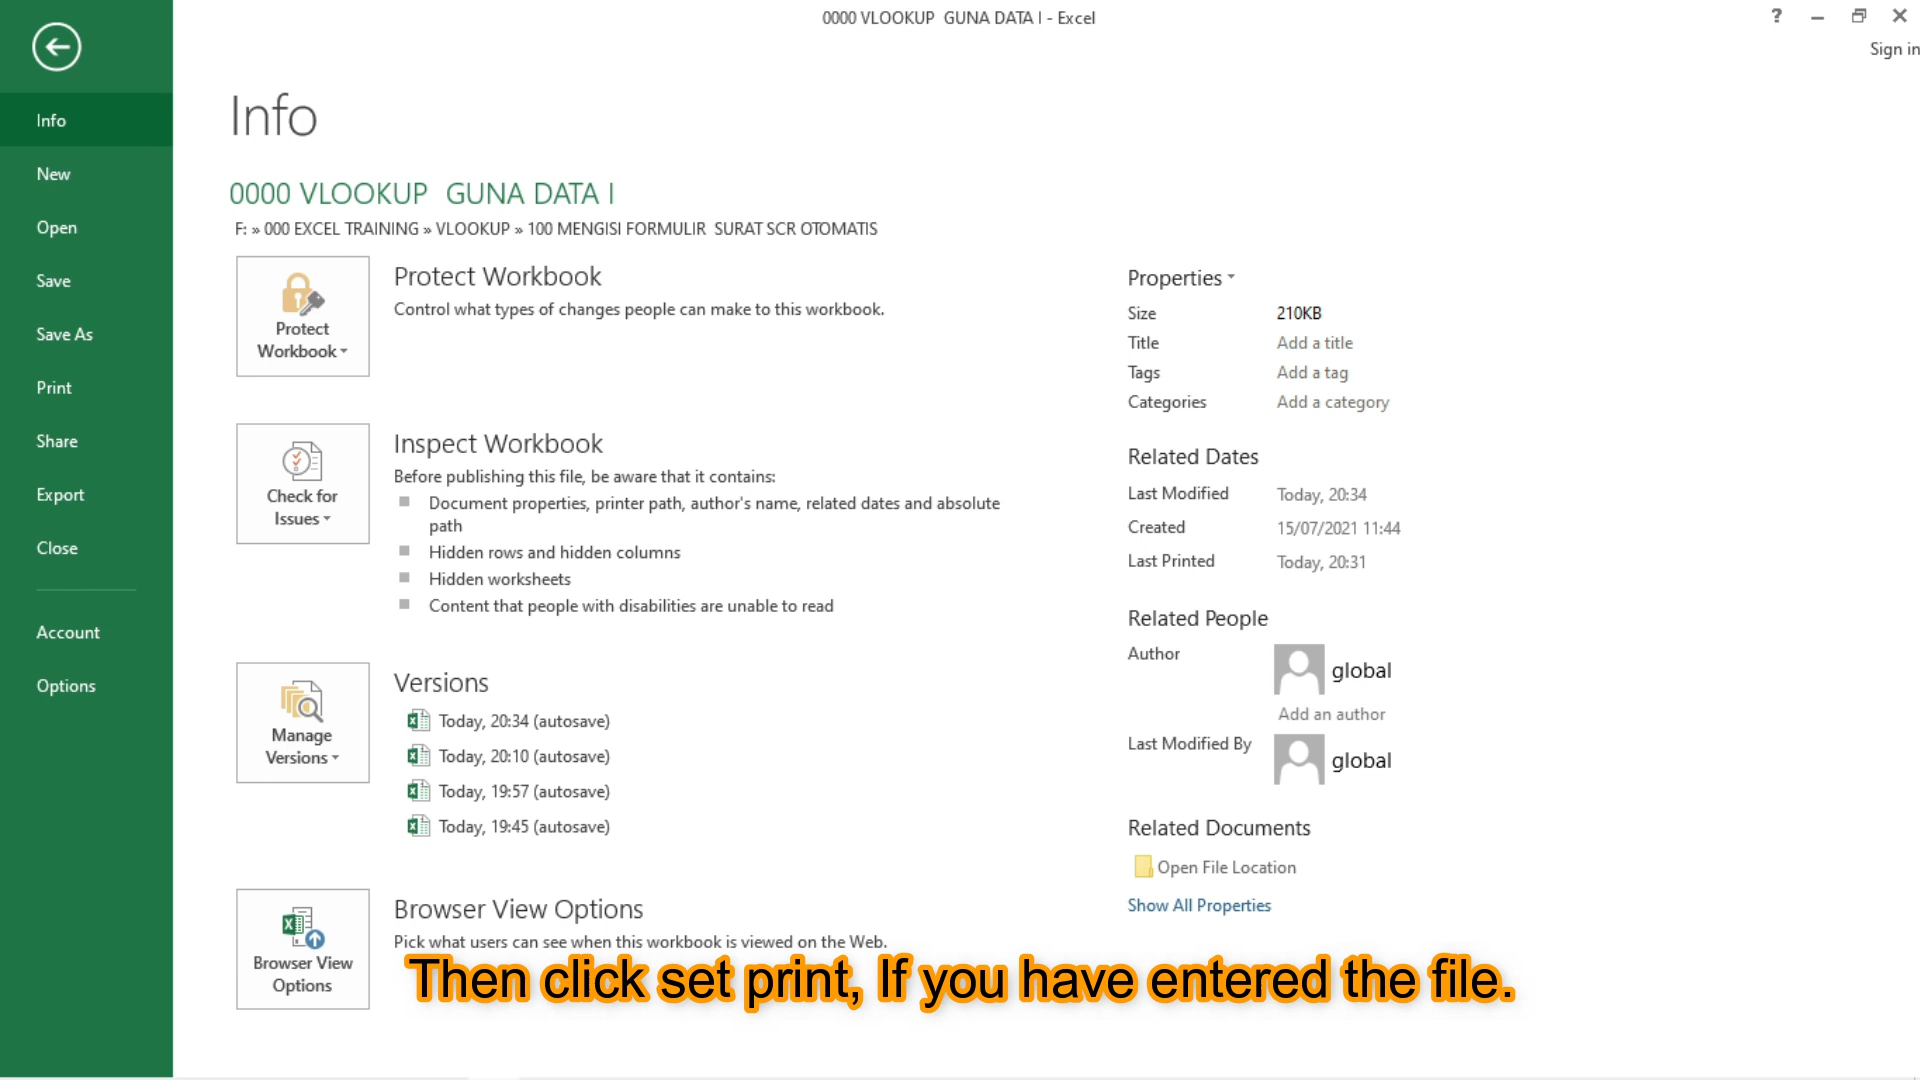 0000 VLOOKUP  GUNA DATA I - Excel
?
Sign in
Info
New
Open
Save
Save As
Print
Share
Export
Close
Account
Options
Info
0000 VLOOKUP  GUNA DATA I
F: » 000 EXCEL TRAINING » VLOOKUP » 100 MENGISI FORMULIR  SURAT SCR OTOMATIS
Protect
Workbook
Protect Workbook
Control what types of changes people can make to this workbook.
Check for
Issues
Inspect Workbook
Before publishing this file, be aware that it contains:
Document properties, printer path, author's name, related dates and absolute
path
Hidden rows and hidden columns
Hidden worksheets
Content that people with disabilities are unable to read
Manage
Versions
Versions
Today, 20:34 (autosave)
Today, 20:10 (autosave)
Today, 19:57 (autosave)
Today, 19:45 (autosave)
Browser View
Options
Browser View Options
Pick what users can see when this workbook is viewed on the Web.
Properties
Size 210KB
Title Add a title
Tags Add a tag
Categories Add a category
Related Dates
Last Modified Today, 20:34
Created 15/07/2021 11:44
Last Printed Today, 20:31
Related People
Author global
Add an author
Last Modified By global
Related Documents
Open File Location
Show All Properties
Then click set print, If you have entered the file.